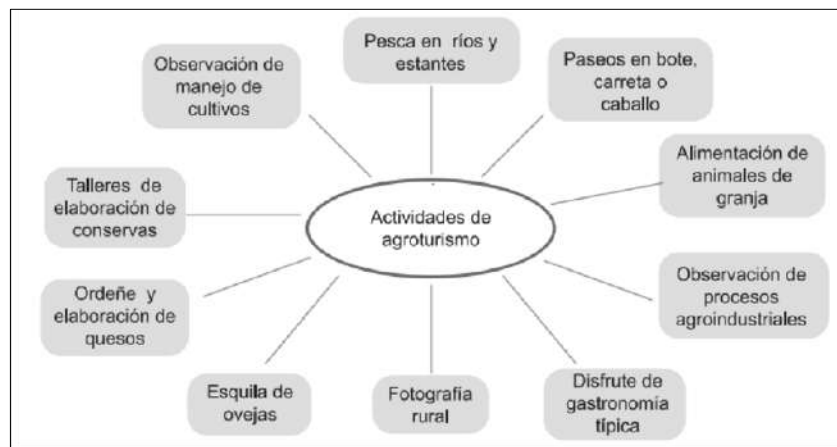 Pesca en ríos y
estantes
Paseos en bote,
carreta o
caballo
Alimentación de
animales de
granja
Observación de
procesos
agroindustriales
Disfrute de
gastronomía
típica
Fotografía
rural
Esquila de
ovejas
Ordeñe y
elaboración de
quesos
Talleres de
elaboración de
conservas
Observación de
manejo de
cultivos
Actividades de
agroturismo